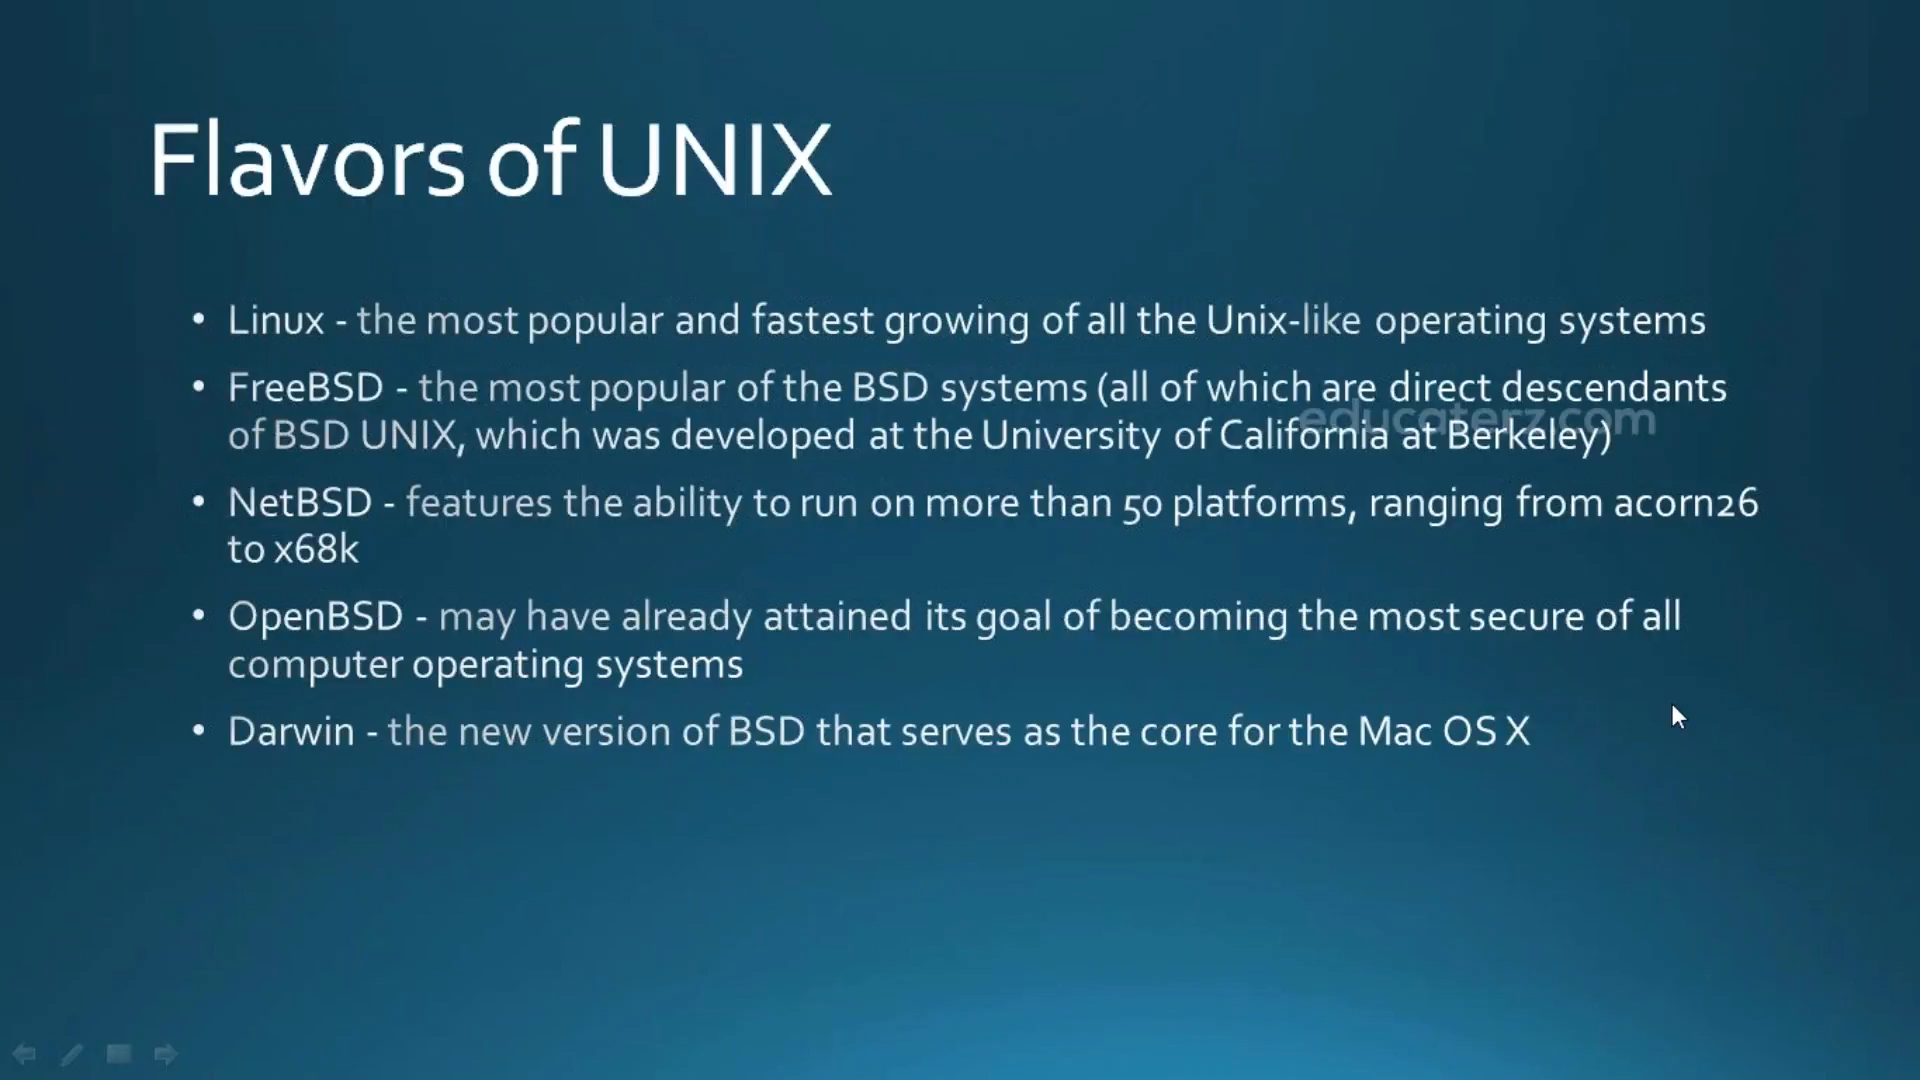 Flavors of UNIX
• Linux - the most popular and fastest growing of all the Unix-like operating systems
• FreeBSD - the most popular of the BSD systems (all of which are direct descendants
of BSD UNIX, which was developed at the University of California at Berkeley)
educaterz.com
• NetBSD - features the ability to run on more than 50 platforms, ranging from acorn26
to x68k
• OpenBSD - may have already attained its goal of becoming the most secure of all
computer operating systems
• Darwin - the new version of BSD that serves as the core for the Mac OS X